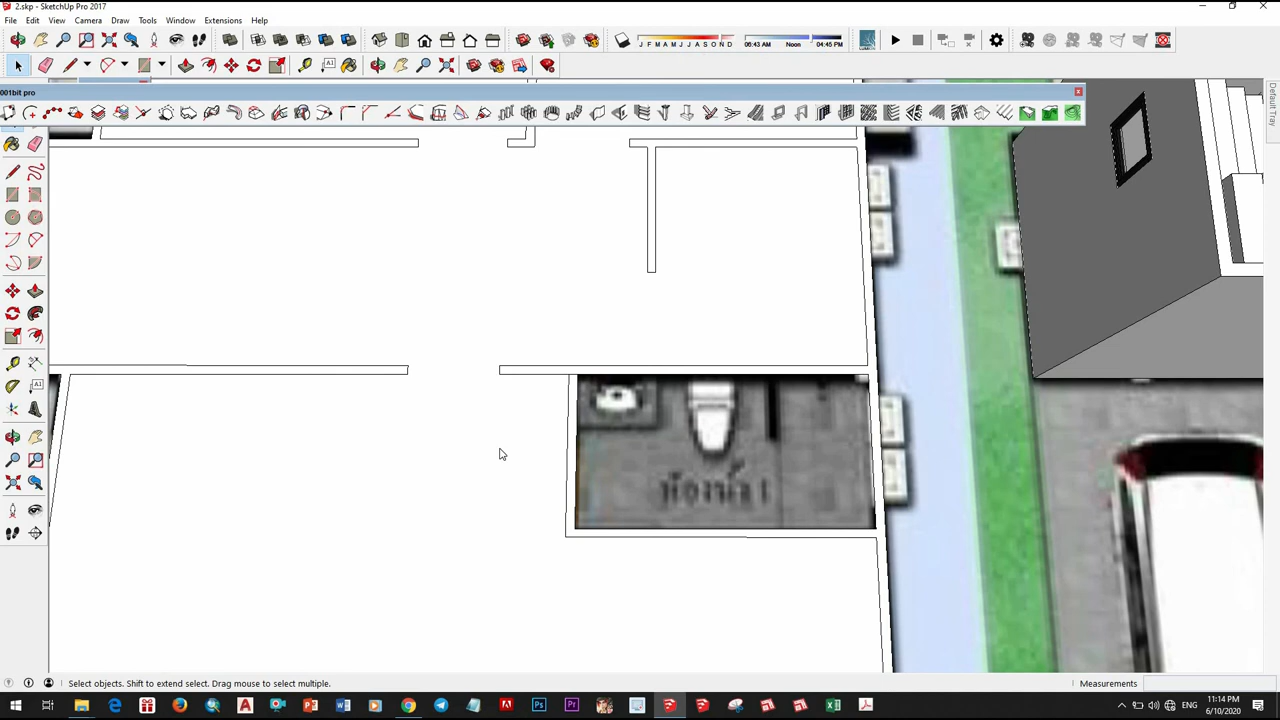 2.skp - SketchUp Pro 2017
File Edit View Camera Draw Tools Window Extensions Help
J F M A M J J A S O N D
06:43 AM Noon 04:45 PM
001bit pro
Default Tray
Select objects. Shift to extend select. Drag mouse to select multiple.
Measurements
11:14 PM
6/10/2020